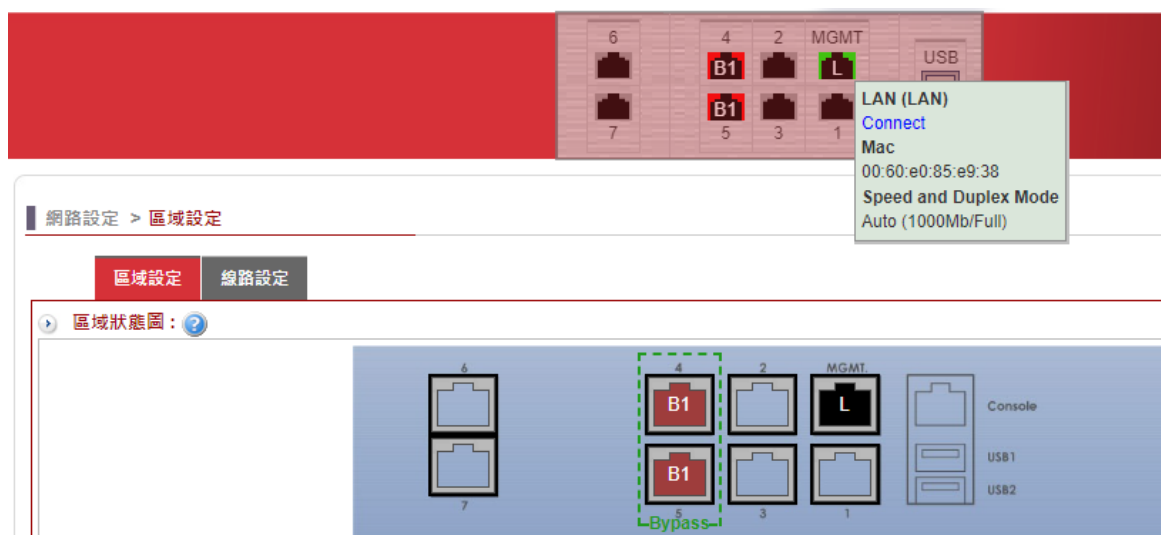 6 4 2 MGMT
USB
B1 L
B1
7 5 3 1
LAN (LAN)
Connect
Mac
00:60:e0:85:e9:38
Speed and Duplex Mode
Auto (1000Mb/Full)
網路設定 > 區域設定
區域設定 線路設定
區域狀態圖：
6 4 2 MGMT.
B1 L Console
B1 USB1
USB2
7 5 3 1
Bypass